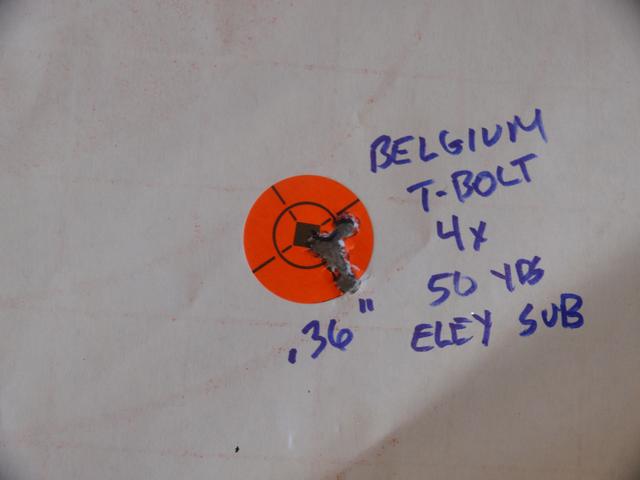 BELGIUM
T-BOLT
4X
50 YDS
ELEY SUB
.36"